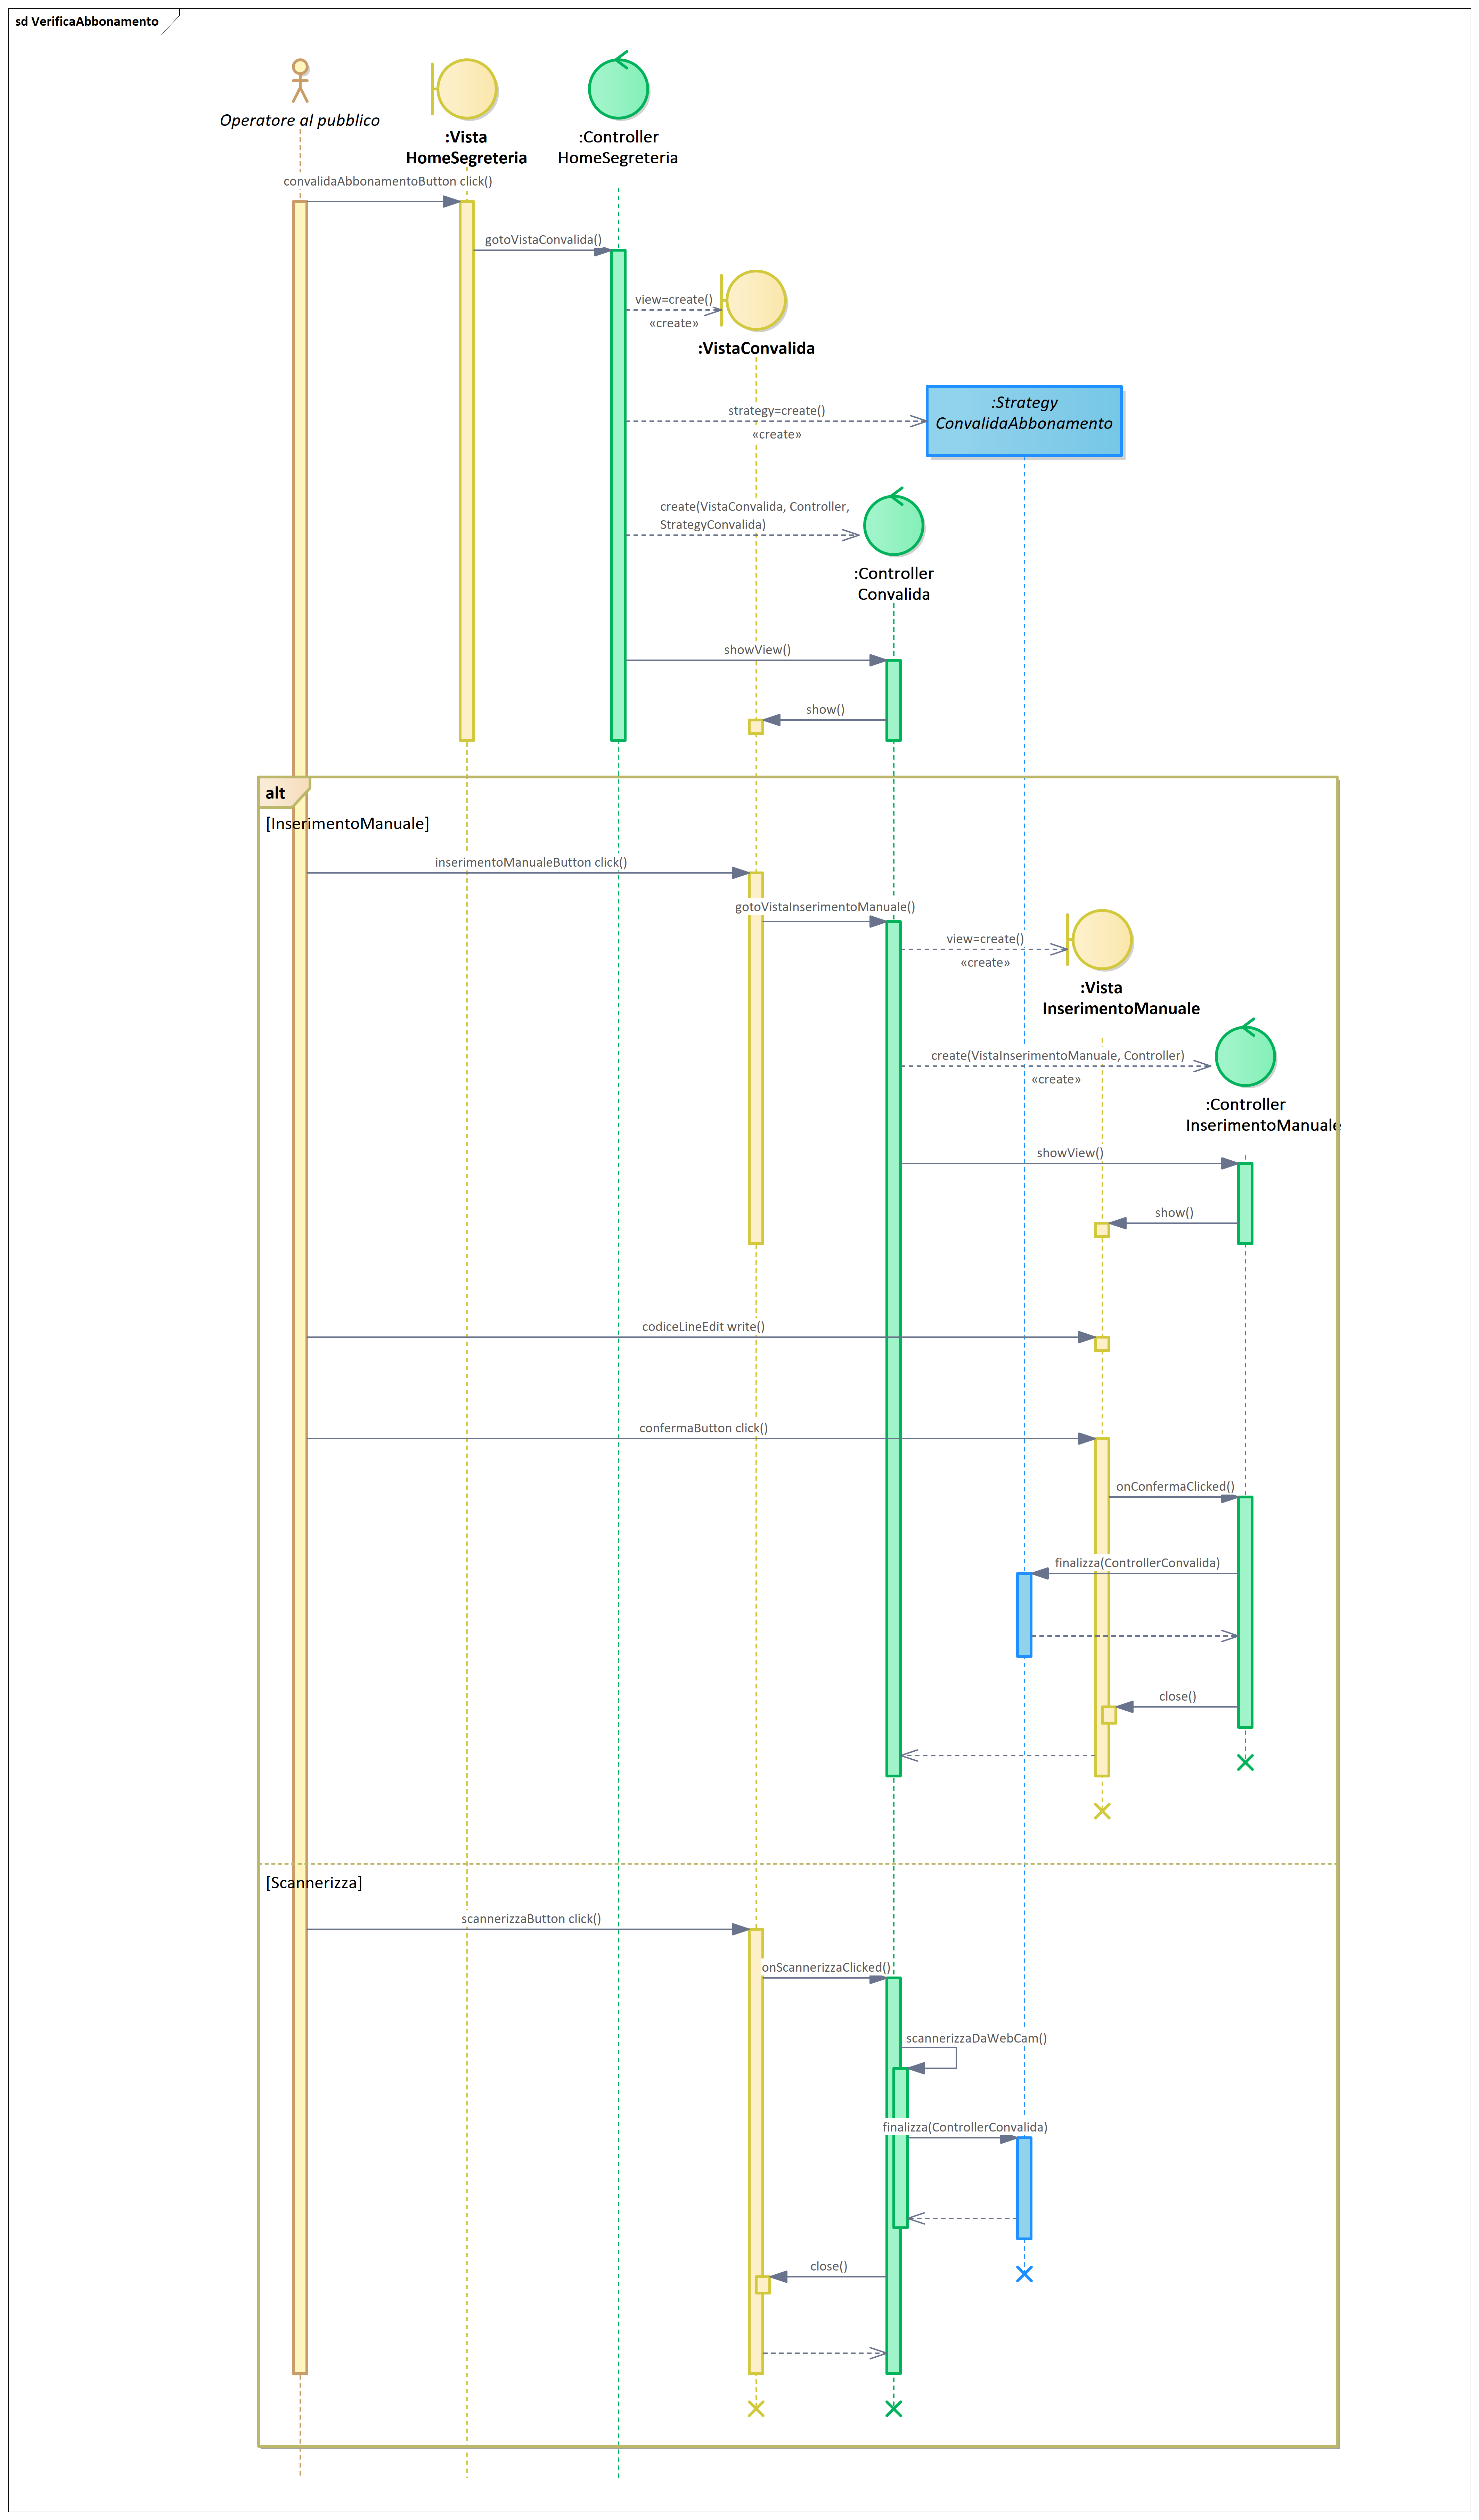 sd VerificaAbbonamento
Operatore al pubblico
:Vista
HomeSegreteria
:Controller
HomeSegreteria
convalidaAbbonamentoButton click()
gotoVistaConvalida()
view=create()
«create»
:VistaConvalida
strategy=create()
«create»
:Strategy
ConvalidaAbbonamento
create(VistaConvalida, Controller,
StrategyConvalida)
:Controller
Convalida
showView()
show()
alt
[InserimentoManuale]
inserimentoManualeButton click()
gotoVistaInserimentoManuale()
view=create()
«create»
:Vista
InserimentoManuale
create(VistaInserimentoManuale, Controller)
«create»
:Controller
InserimentoManuale
showView()
show()
codiceLineEdit write()
confermaButton click()
onConfermaClicked()
finalizza(ControllerConvalida)
close()
[Scannerizza]
scannerizzaButton click()
onScannerizzaClicked()
scannerizzaDaWebCam()
finalizza(ControllerConvalida)
close()